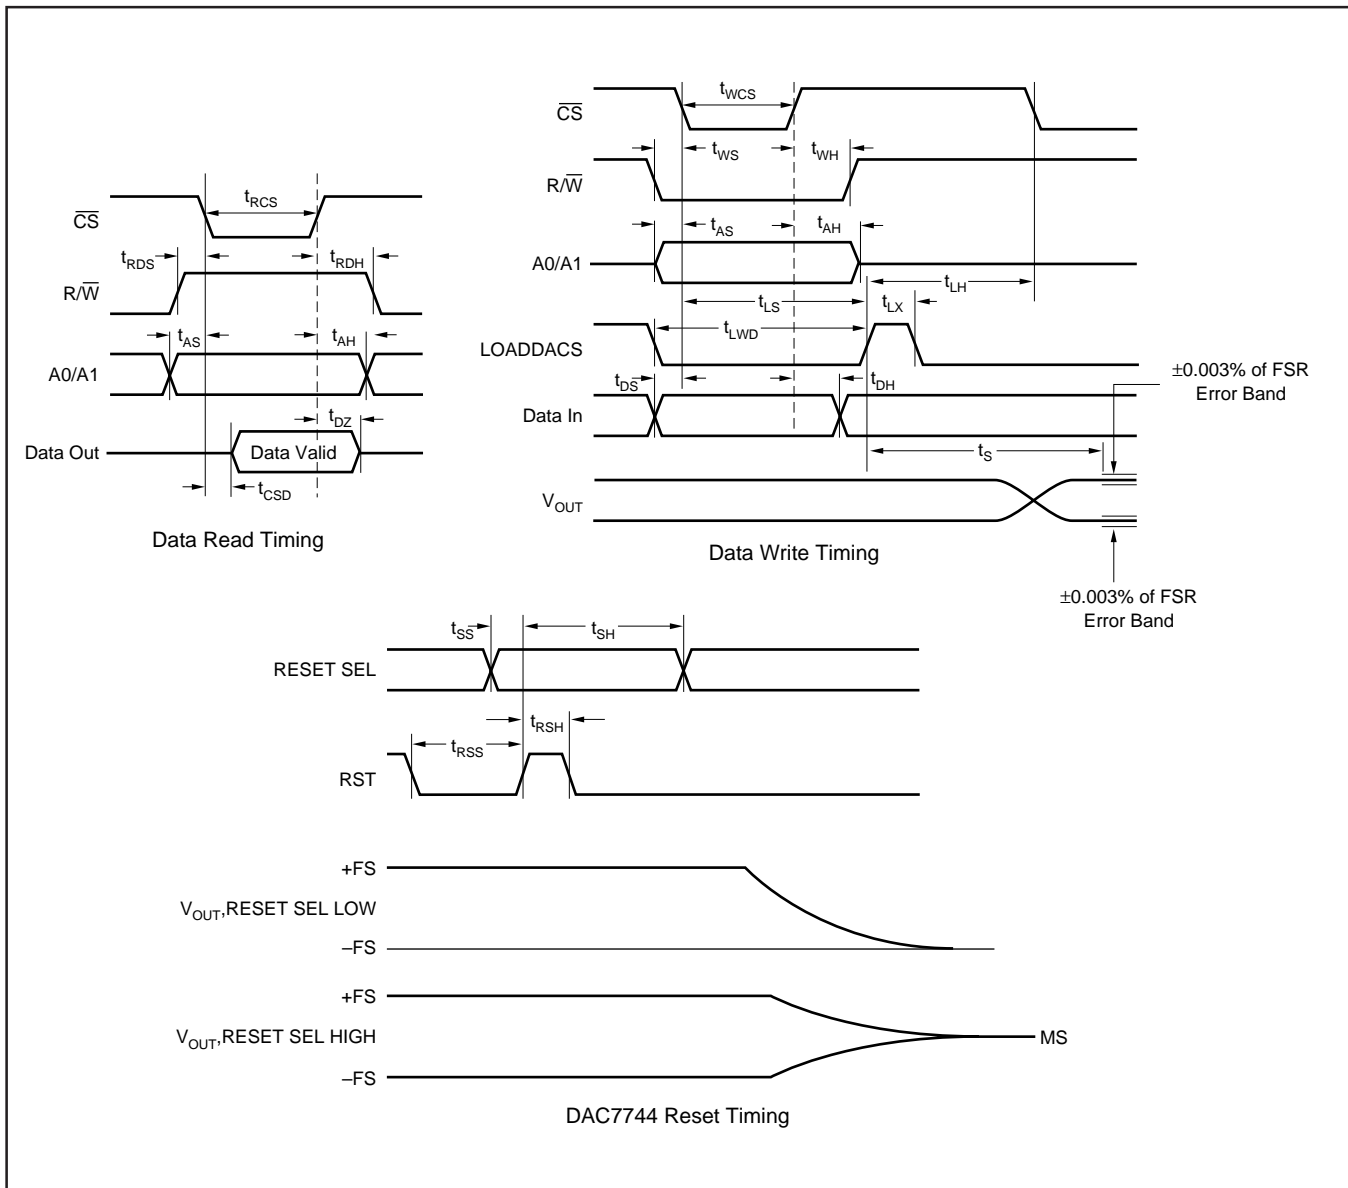 CS
tRCS
tRDS
tRDH
R/W
tAS
tAH
A0/A1
tDZ
Data Out
Data Valid
tCSD
Data Read Timing
CS
tWCS
tWS
tWH
R/W
tAS
tAH
A0/A1
tLH
tLS
tLX
tLWD
LOADDACS
tDS
tDH
Data In
tS
VOUT
±0.003% of FSR
Error Band
±0.003% of FSR
Error Band
Data Write Timing
tSS
tSH
RESET SEL
tRSH
tRSS
RST
+FS
VOUT,RESET SEL LOW
–FS
+FS
VOUT,RESET SEL HIGH
MS
–FS
DAC7744 Reset Timing